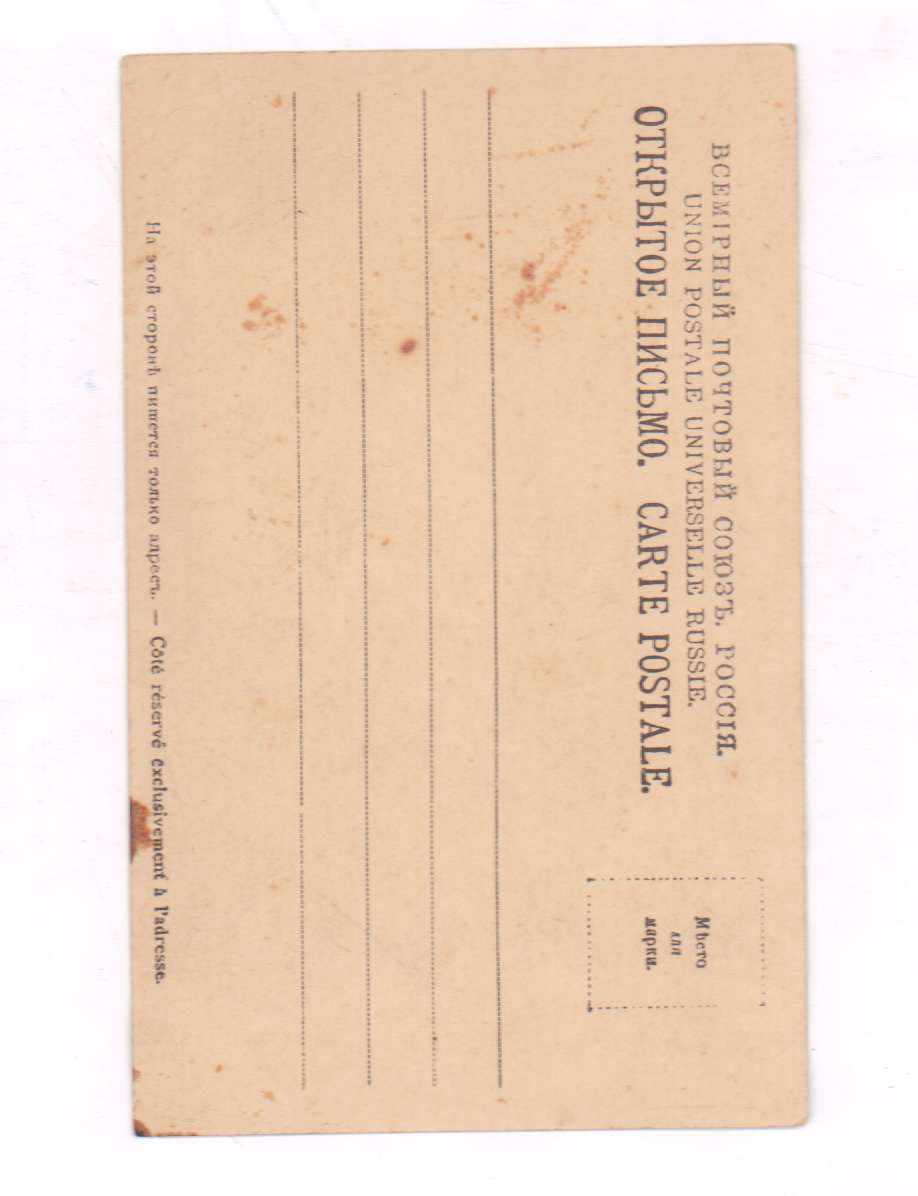 ВСЕМІРНЫЙ ПОЧТОВЫЙ СОЮЗЪ. РОССІЯ.
UNION POSTALE UNIVERSELLE RUSSIE.
ОТКРЫТОЕ ПИСЬМО. CARTE POSTALE.
Мѣсто
для
марки.
На этой сторонѣ пишется только адресъ. — Côté réservé exclusivement à l'adresse.